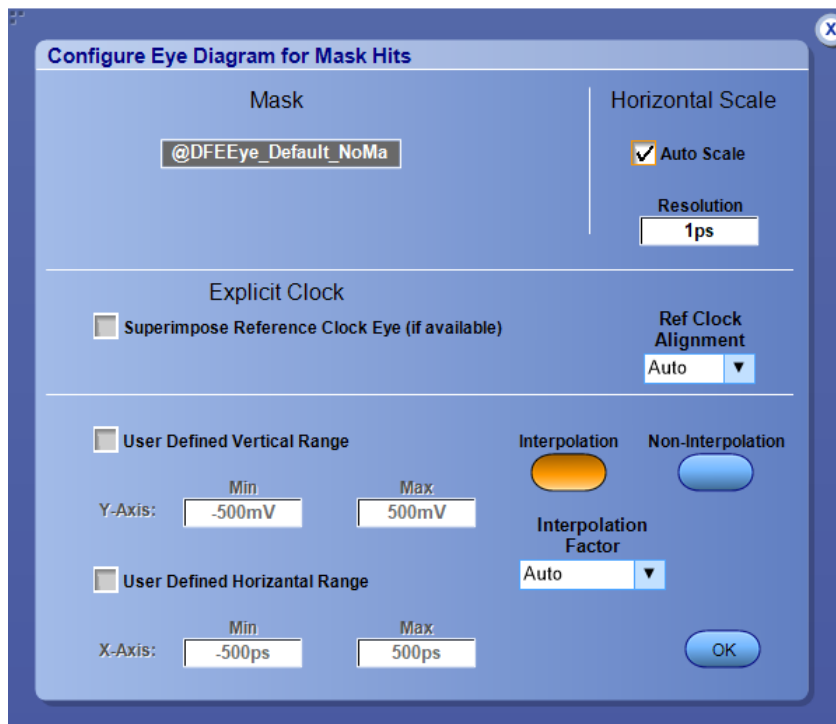 X
Configure Eye Diagram for Mask Hits
Mask
@DFEEye_Default_NoMa
Horizontal Scale
Auto Scale
Resolution
1ps
Explicit Clock
Superimpose Reference Clock Eye (if available)
Ref Clock
Alignment
Auto
User Defined Vertical Range
Min
Max
Y-Axis:
-500mV
500mV
Interpolation
Non-Interpolation
Interpolation
Factor
Auto
User Defined Horizantal Range
Min
Max
X-Axis:
-500ps
500ps
OK